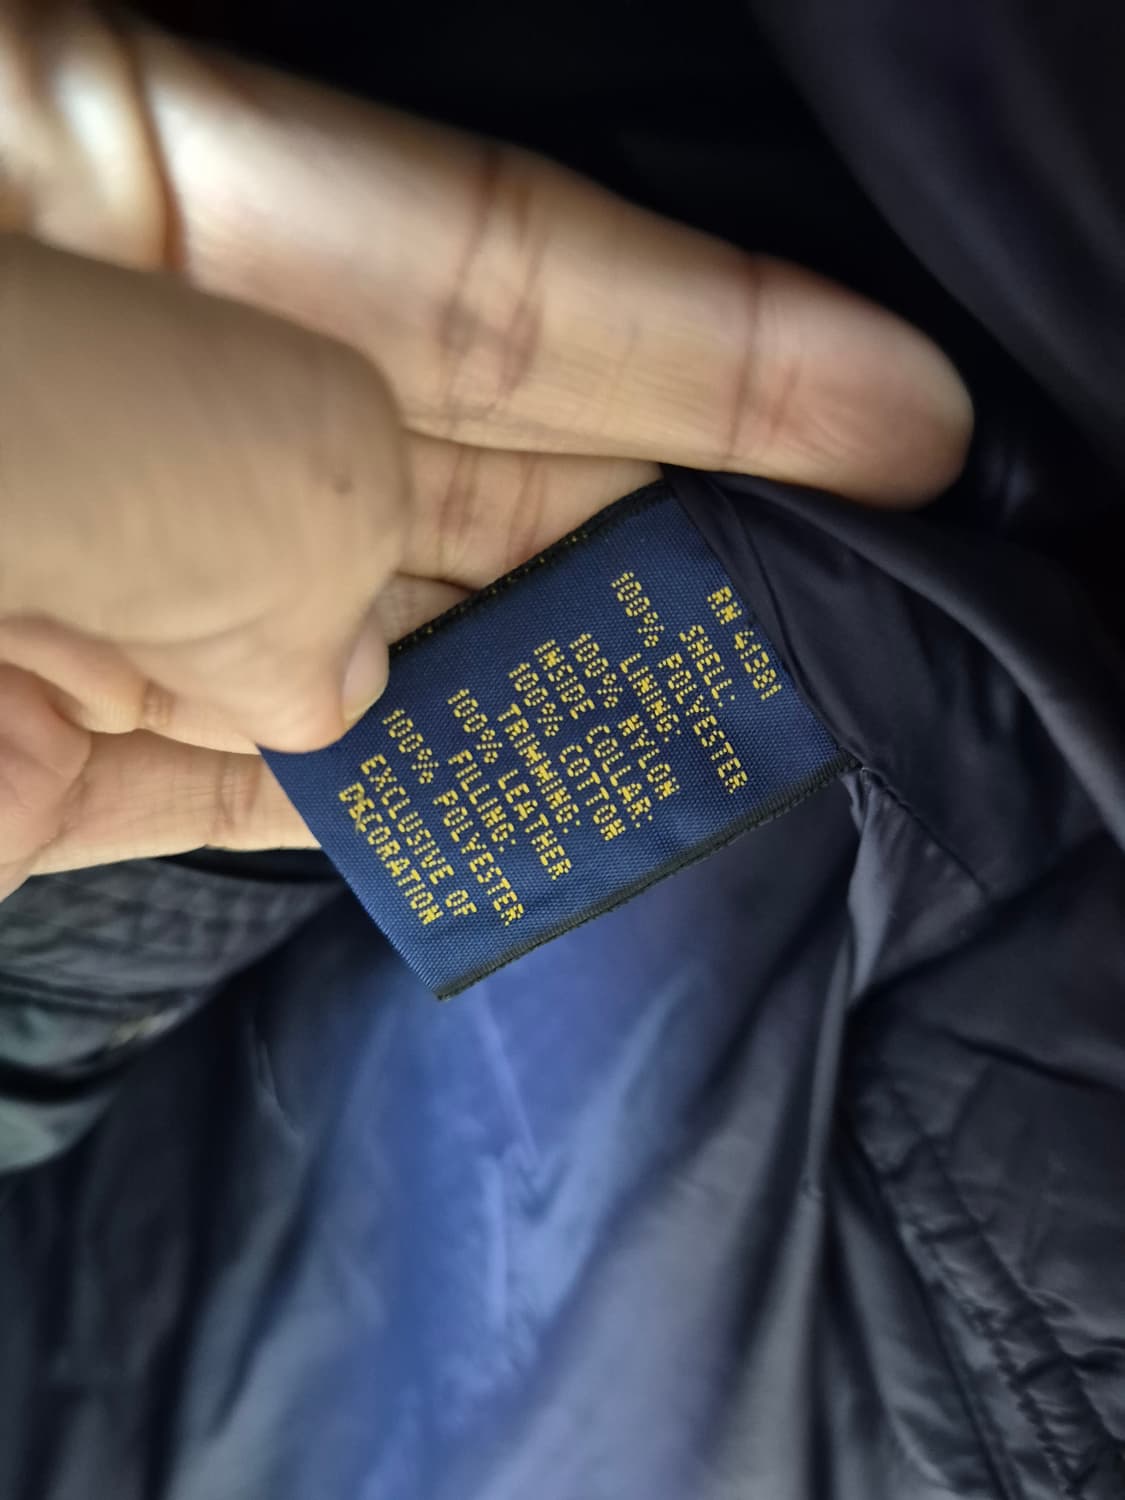 RN 41381
SHELL:
100% POLYESTER
LINING:
100% NYLON
INSIDE COLLAR:
100% COTTON
TRIMMING:
100% LEATHER
FILLING:
100% POLYESTER
EXCLUSIVE OF
DECORATION